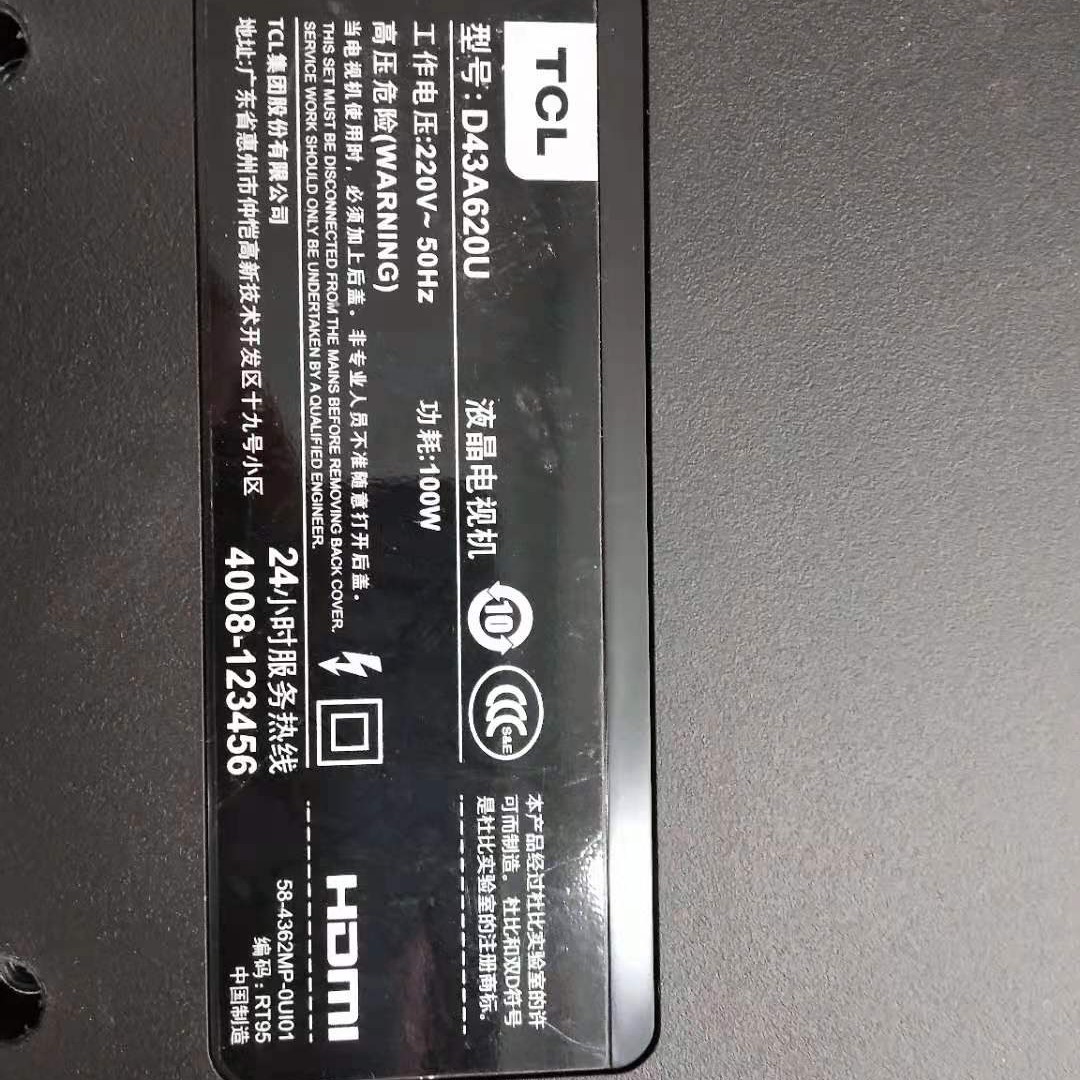 TCL
型号: D43A620U 液晶电视机
10
S&E
本产品经过杜比实验室的许
可而制造。杜比和双D符号
是杜比实验室的注册商标。
工作电压:220V~ 50Hz 功耗:100W
高压危险(WARNING)
当电视机使用时，必须加上后盖。非专业人员不准随意打开后盖。
THIS SET MUST BE DISCONNECTED FROM THE MAINS BEFORE REMOVING BACK COVER.
SERVICE WORK SHOULD ONLY BE UNDERTAKEN BY A QUALIFIED ENGINEER.
HDMI
TCL集团股份有限公司
地址:广东省惠州市仲恺高新技术开发区十九号小区
24小时服务热线
4008-123456
58-4362MP-0UI01
编码: RT95
中国制造